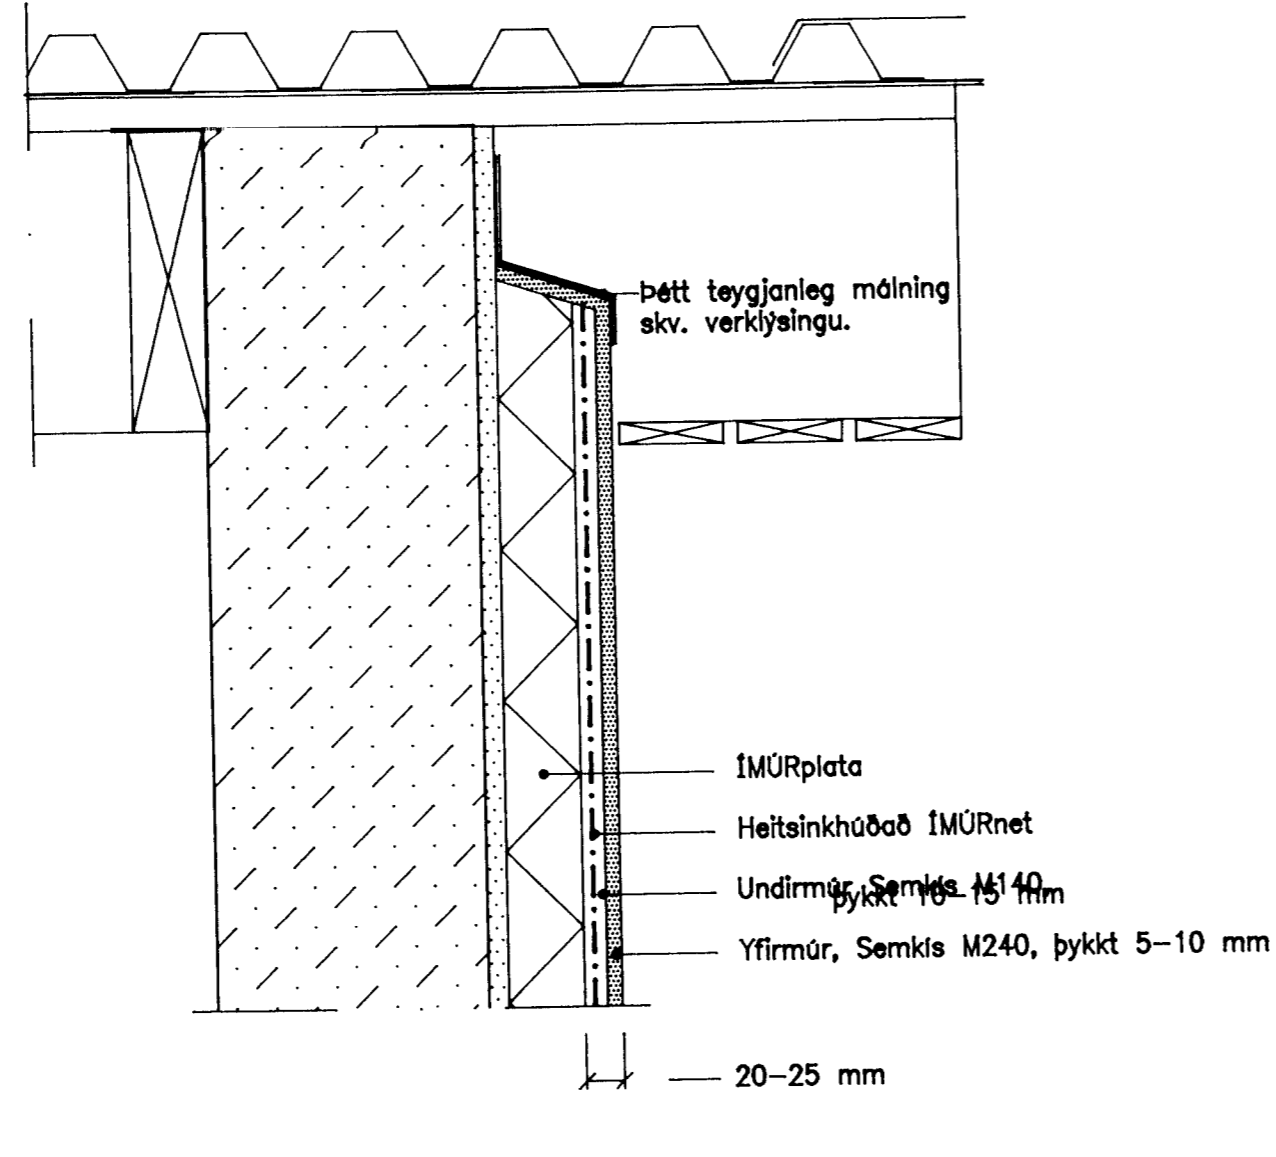 Þétt teygjanleg málning
skv. verklýsingu.
ÍMÚRplata
Heitsinkhúðað ÍMÚRnet
Undirmúr Semkís M140,
þykkt 10-15 mm
Yfirmúr, Semkís M240, þykkt 5-10 mm
20-25 mm